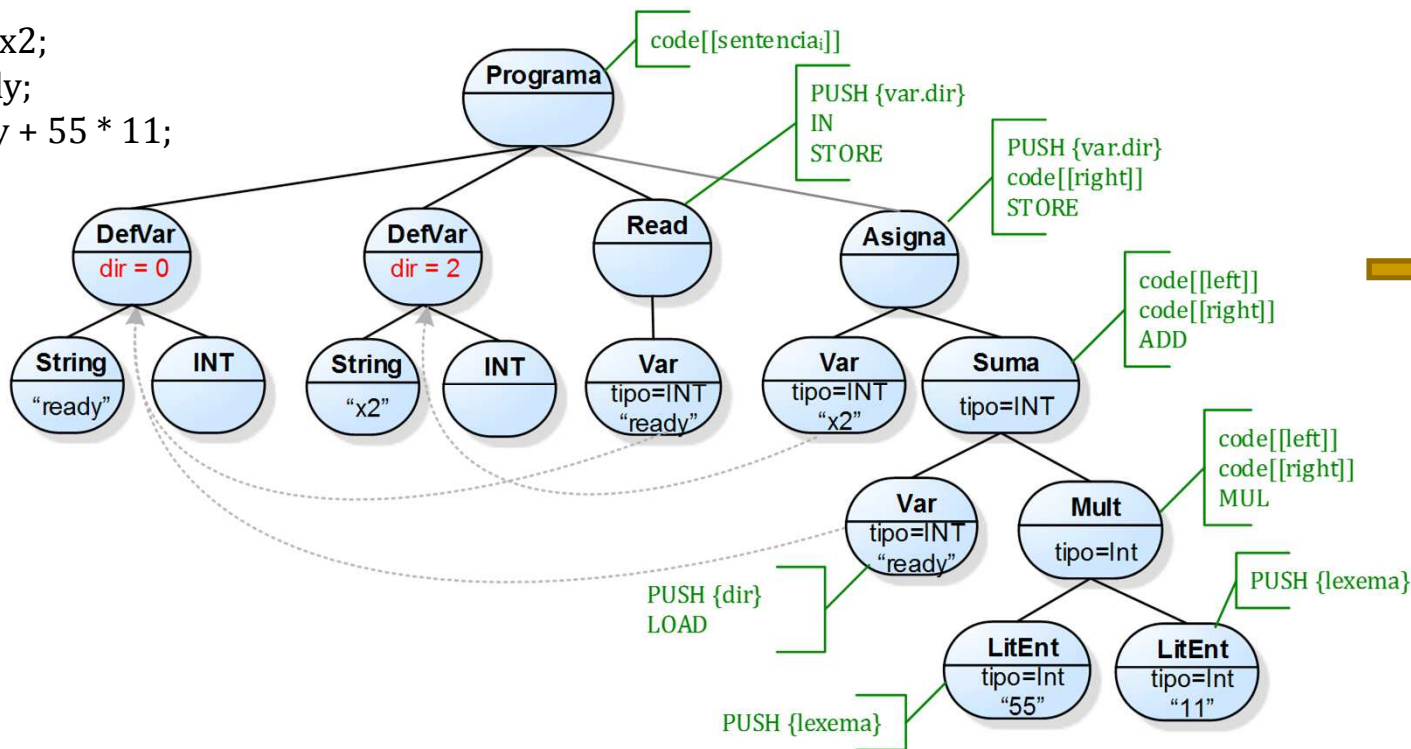 x2;
ly;
y + 55 * 11;
code[[sentenciaᵢ]]
Programa
PUSH {var.dir}
IN
STORE
PUSH {var.dir}
code[[right]]
STORE
DefVar
dir = 0
DefVar
dir = 2
Read
Asigna
code[[left]]
code[[right]]
ADD
String
“ready”
INT
String
“x2”
INT
Var
tipo=INT
“ready”
Var
tipo=INT
“x2”
Suma
tipo=INT
code[[left]]
code[[right]]
MUL
Var
tipo=INT
“ready”
Mult
tipo=Int
PUSH {dir}
LOAD
PUSH {lexema}
LitEnt
tipo=Int
“55”
LitEnt
tipo=Int
“11”
PUSH {lexema}